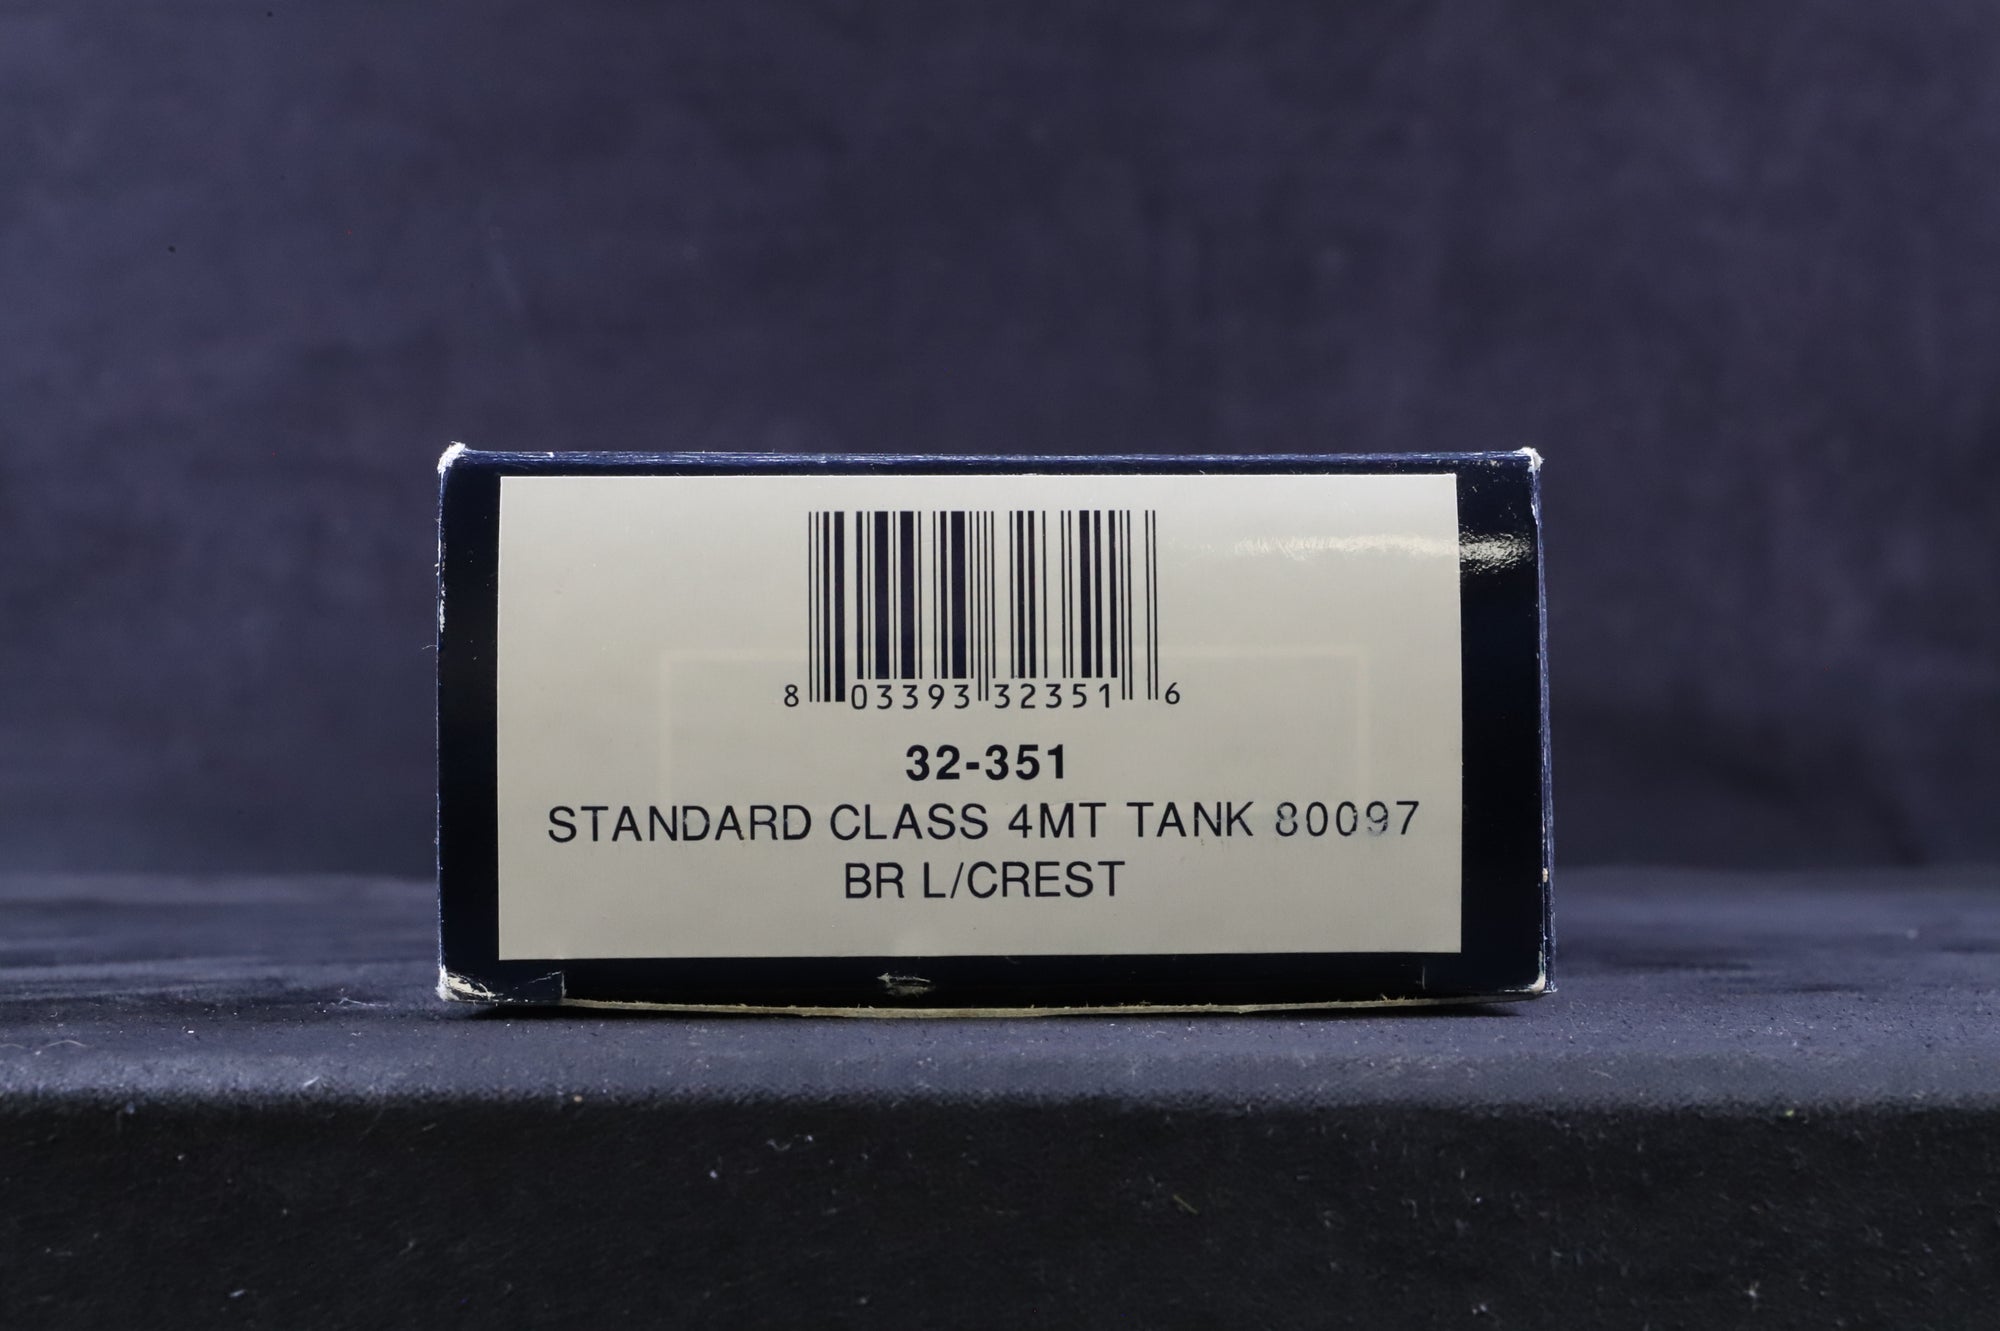 8 03393 32351 6
32-351
STANDARD CLASS 4MT TANK 80097
BR L/CREST